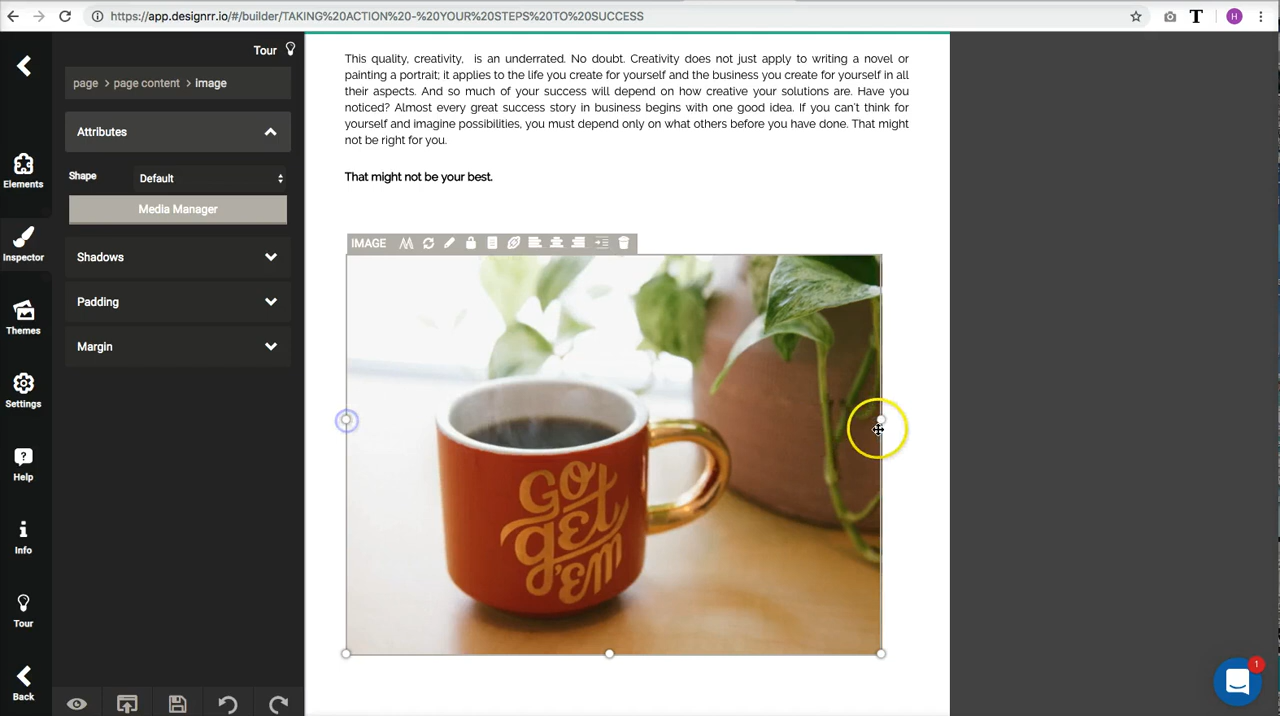 https://app.designrr.io/#/builder/TAKING%20ACTION%20-%20YOUR%20STEPS%20TO%20SUCCESS
T
H
Tour
page > page content > image
Attributes
Shape
Default
Media Manager
Shadows
Padding
Margin
Elements
Inspector
Themes
Settings
?
Help
i
Info
Tour
Back
This quality, creativity, is an underrated. No doubt. Creativity does not just apply to writing a novel or
painting a portrait; it applies to the life you create for yourself and the business you create for yourself in all
their aspects. And so much of your success will depend on how creative your solutions are. Have you
noticed? Almost every great success story in business begins with one good idea. If you can't think for
yourself and imagine possibilities, you must depend only on what others before you have done. That might
not be right for you.
That might not be your best.
IMAGE
GO
get
'EM
1